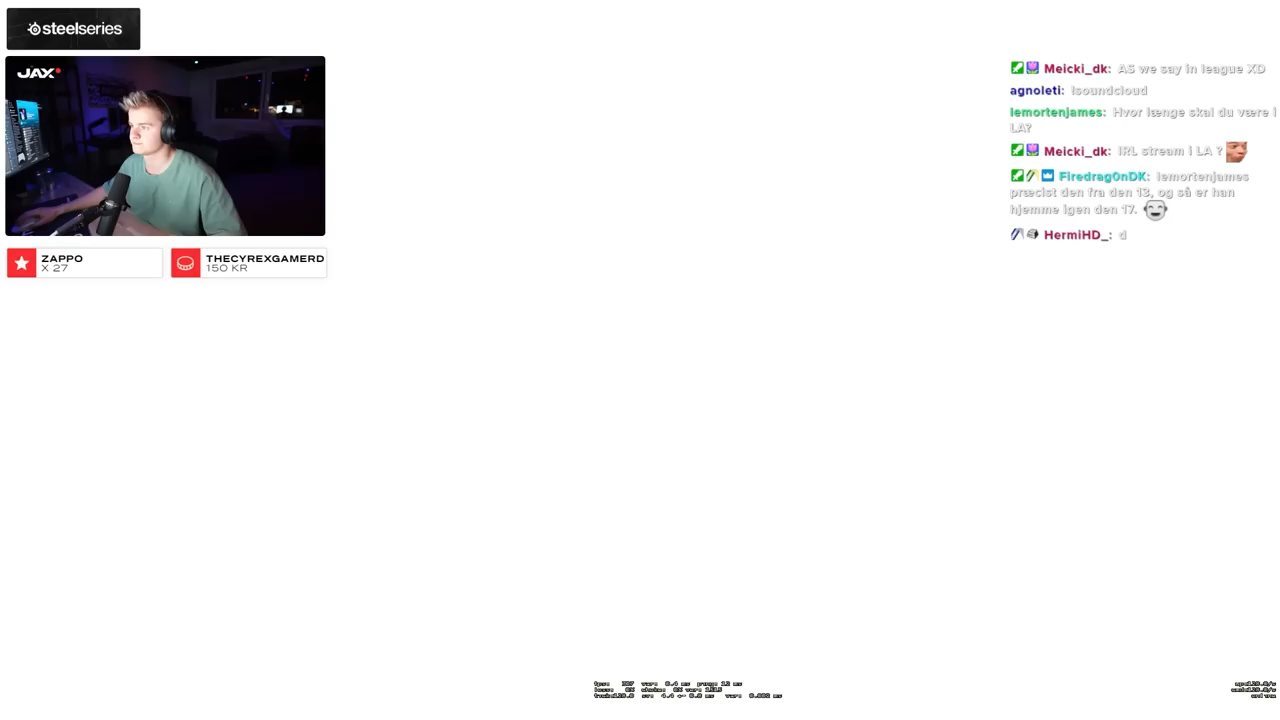 steelseries
JAX
ZAPPO
X 27
THECYREXGAMERD
150 KR
Meicki_dk: AS we say in league XD
agnoleti: !soundcloud
lemortenjames: Hvor længe skal du være i
LA?
Meicki_dk: IRL stream i LA ?
Firedrag0nDK: lemortenjames
præcist den fra den 13, og så er han
hjemme igen den 17.
HermiHD_: d